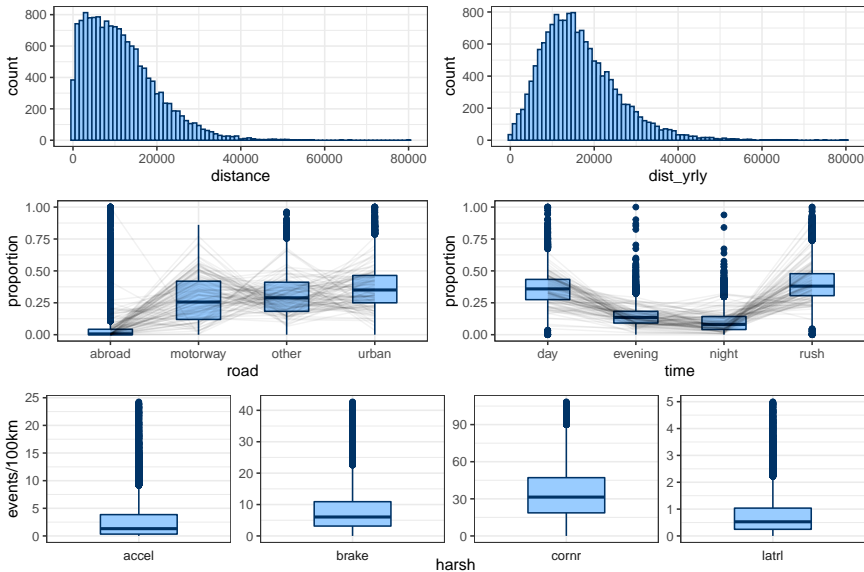 count
800
600
400
200
0
0 20000 40000 60000 80000
distance
count
800
600
400
200
0
0 20000 40000 60000 80000
dist_yrly
proportion
1.00
0.75
0.50
0.25
0.00
abroad motorway other urban
road
proportion
1.00
0.75
0.50
0.25
0.00
day evening night rush
time
events/100km
25
20
15
10
5
0
accel
40
30
20
10
0
brake
90
60
30
0
cornr
5
4
3
2
1
0
latrl
harsh